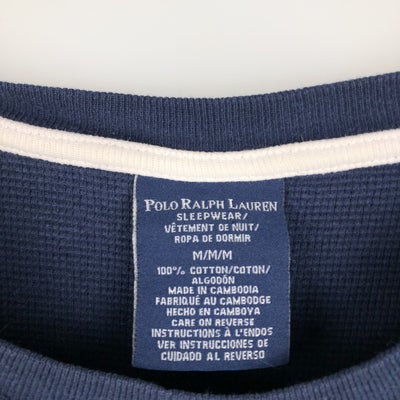 POLO RALPH LAUREN
SLEEPWEAR/
VÊTEMENT DE NUIT/
ROPA DE DORMIR
M/M/M
100% COTTON/COTON/
ALGODÓN
MADE IN CAMBODIA
FABRIQUÉ AU CAMBODGE
HECHO EN CAMBOYA
CARE ON REVERSE
INSTRUCTIONS À L'ENDOS
VER INSTRUCCIONES DE
CUIDADO AL REVERSO